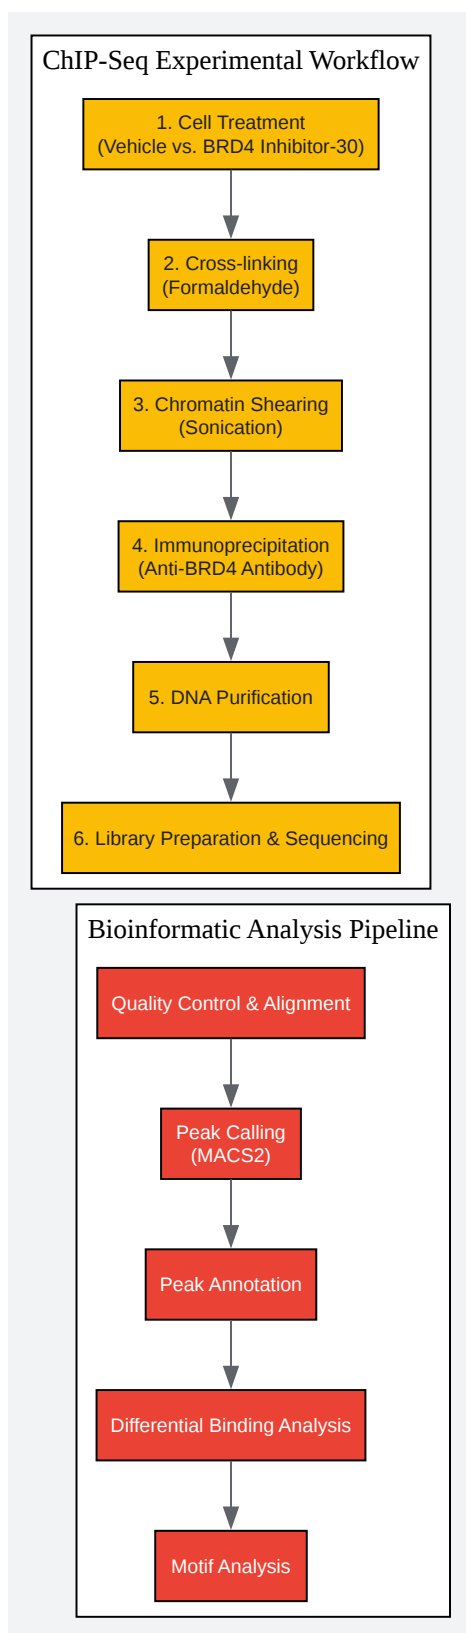 ChIP-Seq Experimental Workflow
1. Cell Treatment
(Vehicle vs. BRD4 Inhibitor-30)
2. Cross-linking
(Formaldehyde)
3. Chromatin Shearing
(Sonication)
4. Immunoprecipitation
(Anti-BRD4 Antibody)
5. DNA Purification
6. Library Preparation & Sequencing
Bioinformatic Analysis Pipeline
Quality Control & Alignment
Peak Calling
(MACS2)
Peak Annotation
Differential Binding Analysis
Motif Analysis